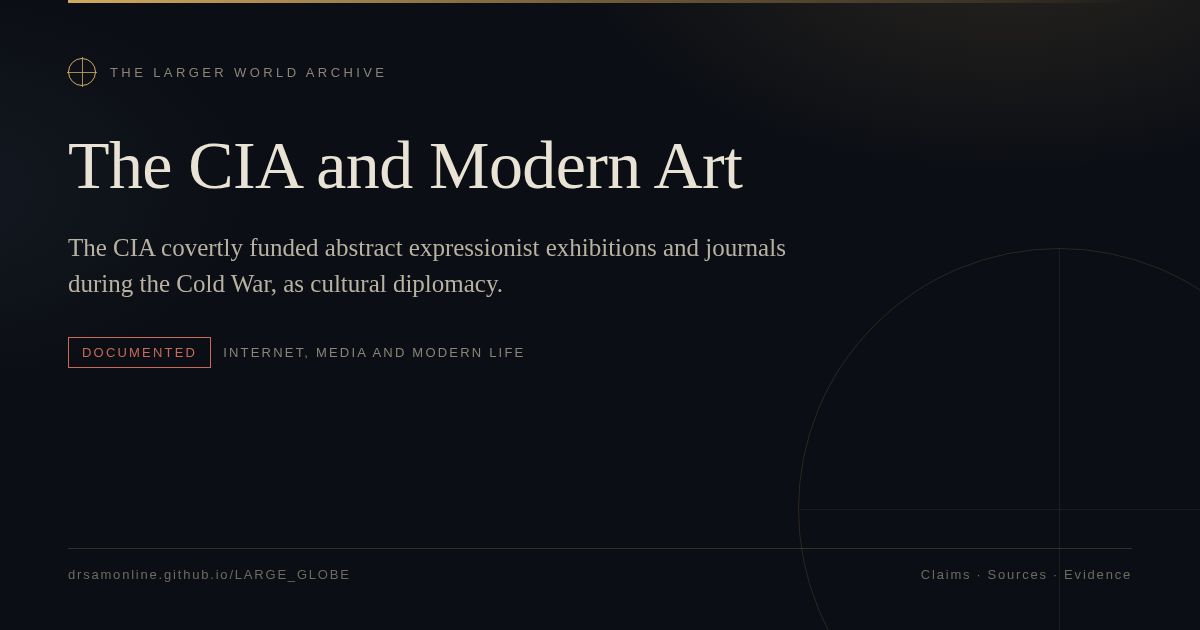 THE LARGER WORLD ARCHIVE
The CIA and Modern Art
The CIA covertly funded abstract expressionist exhibitions and journals
during the Cold War, as cultural diplomacy.
DOCUMENTED INTERNET, MEDIA AND MODERN LIFE
drsamonline.github.io/LARGE_GLOBE Claims · Sources · Evidence